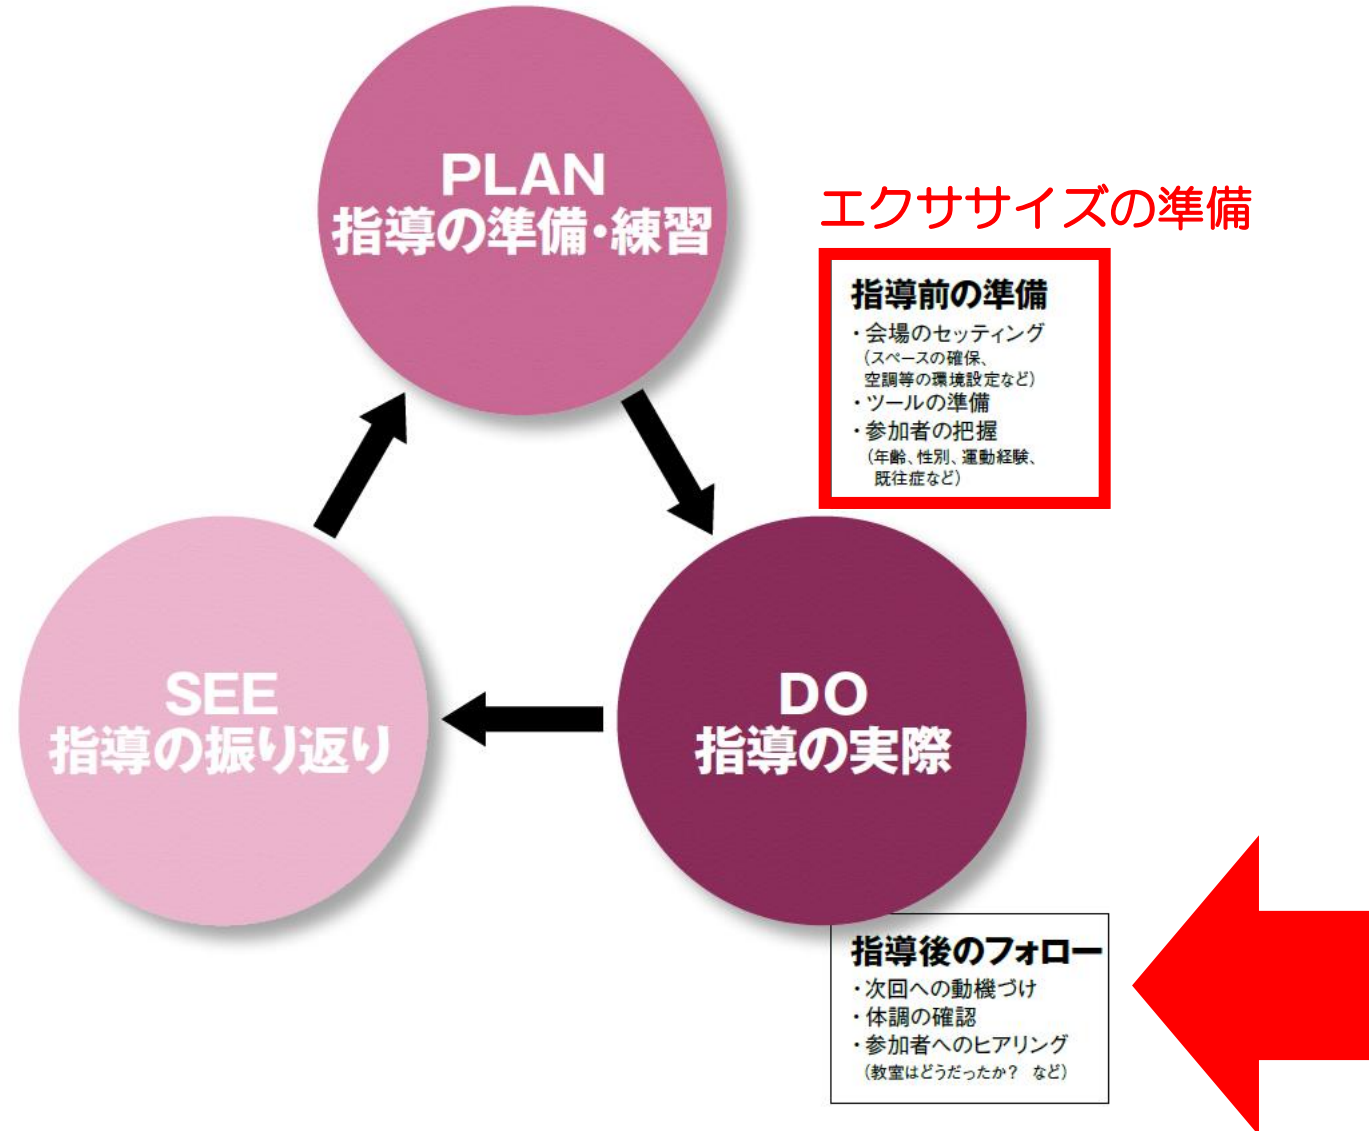 PLAN
指導の準備・練習
エクササイズの準備
指導前の準備
・会場のセッティング
（スペースの確保、
空調等の環境設定など）
・ツールの準備
・参加者の把握
（年齢、性別、運動経験、
既往症など）
SEE
指導の振り返り
DO
指導の実際
指導後のフォロー
・次回への動機づけ
・体調の確認
・参加者へのヒアリング
（教室はどうだったか？　など）